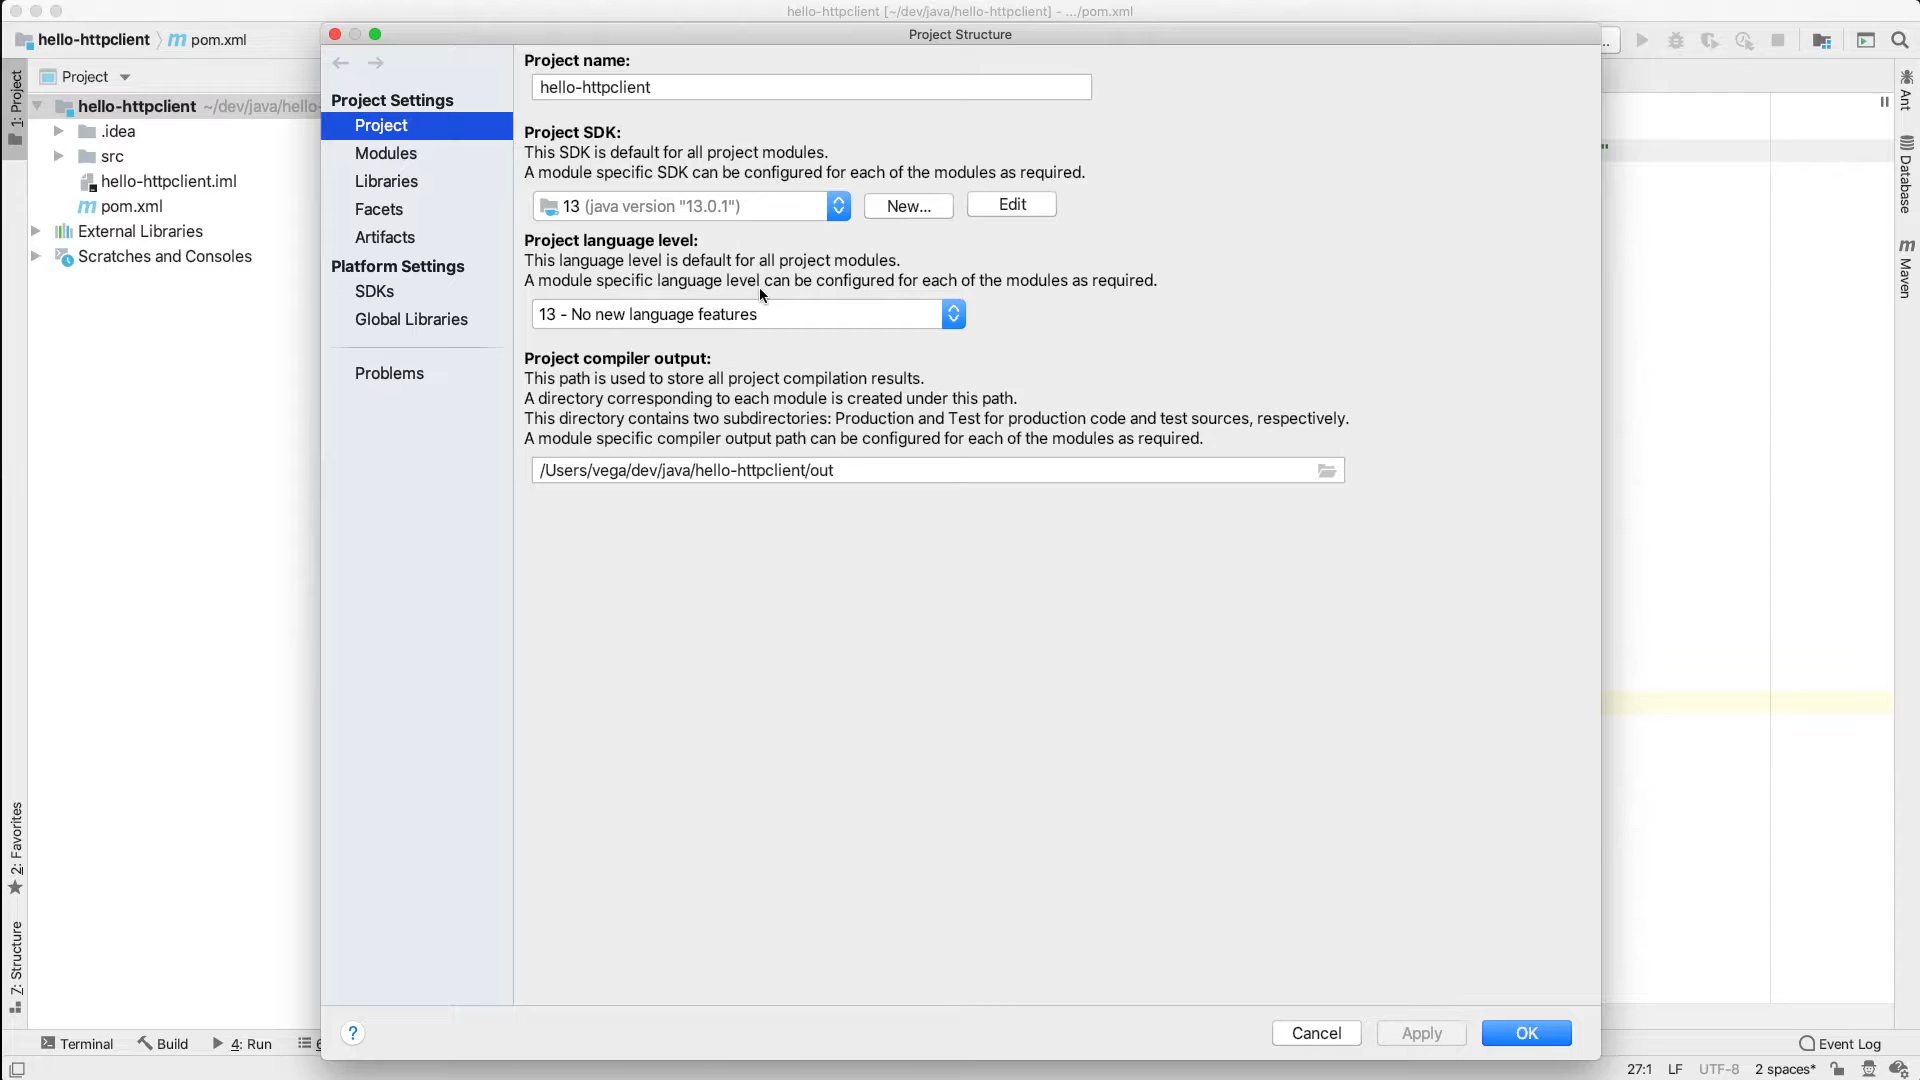 hello-httpclient [~/dev/java/hello-httpclient] - .../pom.xml
hello-httpclient
pom.xml
Project Structure
1: Project
Project
hello-httpclient ~/dev/java/hello-
.idea
src
hello-httpclient.iml
pom.xml
External Libraries
Scratches and Consoles
2: Favorites
Z: Structure
Project Settings
Project
Modules
Libraries
Facets
Artifacts
Platform Settings
SDKs
Global Libraries
Problems
Project name:
hello-httpclient
Project SDK:
This SDK is default for all project modules.
A module specific SDK can be configured for each of the modules as required.
13 (java version "13.0.1")
New...
Edit
Project language level:
This language level is default for all project modules.
A module specific language level can be configured for each of the modules as required.
13 - No new language features
Project compiler output:
This path is used to store all project compilation results.
A directory corresponding to each module is created under this path.
This directory contains two subdirectories: Production and Test for production code and test sources, respectively.
A module specific compiler output path can be configured for each of the modules as required.
/Users/vega/dev/java/hello-httpclient/out
?
Cancel
Apply
OK
Ant
Database
m Maven
Terminal
Build
4: Run
6
Event Log
27:1 LF UTF-8 2 spaces*